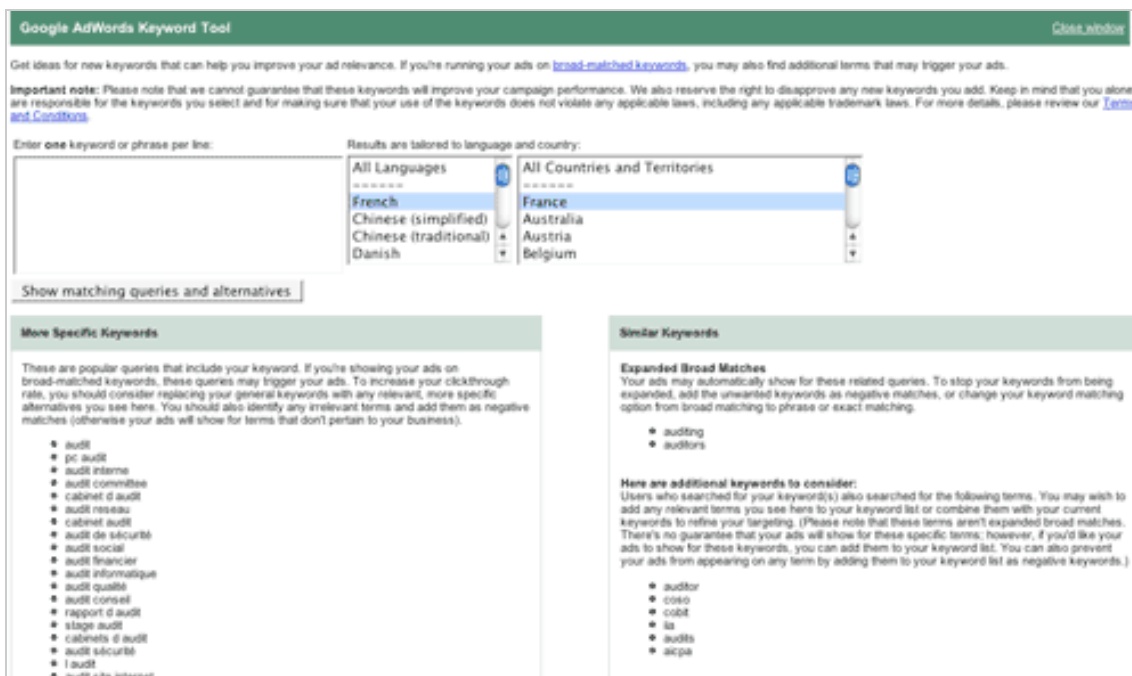 Google AdWords Keyword Tool
Close window
Get ideas for new keywords that can help you improve your ad relevance. If you're running your ads on broad-matched keywords, you may also find additional terms that may trigger your ads.
Important note: Please note that we cannot guarantee that these keywords will improve your campaign performance. We also reserve the right to disapprove any new keywords you add. Keep in mind that you alone
are responsible for the keywords you select and for making sure that your use of the keywords does not violate any applicable laws, including any applicable trademark laws. For more details, please review our Terms
and Conditions.
Enter one keyword or phrase per line:
Results are tailored to language and country:
All Languages
------
French
Chinese (simplified)
Chinese (traditional)
Danish
All Countries and Territories
------
France
Australia
Austria
Belgium
Show matching queries and alternatives
More Specific Keywords
These are popular queries that include your keyword. If you're showing your ads on
broad-matched keywords, these queries may trigger your ads. To increase your clickthrough
rate, you should consider replacing your general keywords with any relevant, more specific
alternatives you see here. You should also identify any irrelevant terms and add them as negative
matches (otherwise your ads will show for terms that don't pertain to your business).
audit
pc audit
audit interne
audit committee
cabinet d audit
audit reseau
cabinet audit
audit de sécurité
audit social
audit financier
audit informatique
audit qualité
audit conseil
rapport d audit
stage audit
cabinets d audit
audit sécurité
l audit
audit site internet
Similar Keywords
Expanded Broad Matches
Your ads may automatically show for these related queries. To stop your keywords from being
expanded, add the unwanted keywords as negative matches, or change your keyword matching
option from broad matching to phrase or exact matching.
auditing
auditors
Here are additional keywords to consider:
Users who searched for your keyword(s) also searched for the following terms. You may wish to
add any relevant terms you see here to your keyword list or combine them with your current
keywords to refine your targeting. (Please note that these terms aren't expanded broad matches.
There's no guarantee that your ads will show for these specific terms; however, if you'd like your
ads to show for these keywords, you can add them to your keyword list. You can also prevent
your ads from appearing on any term by adding them to your keyword list as negative keywords.)
auditor
coso
cobit
iia
audits
aicpa